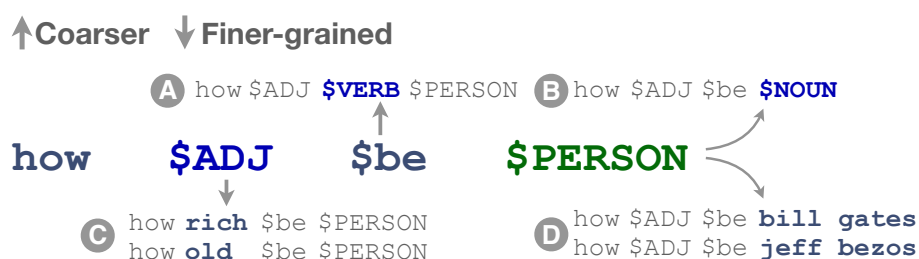 Coarser Finer-grained
A how $ADJ $VERB $PERSON B how $ADJ $be $NOUN
how $ADJ $be $PERSON
C how rich $be $PERSON
how old $be $PERSON
D how $ADJ $be bill gates
how $ADJ $be jeff bezos